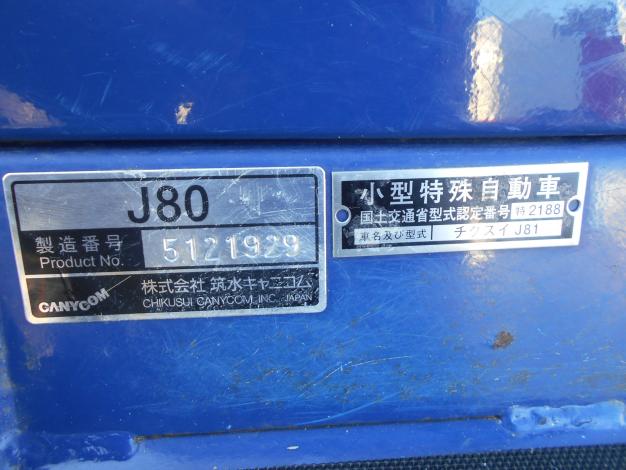 J80
製造番号
Product No.
5121929
CANYCOM
株式会社 筑水キャニコム
CHIKUSUI CANYCOM, INC. JAPAN
小型特殊自動車
国土交通省型式認定番号 特2188
車名及び型式 チクスイ J81